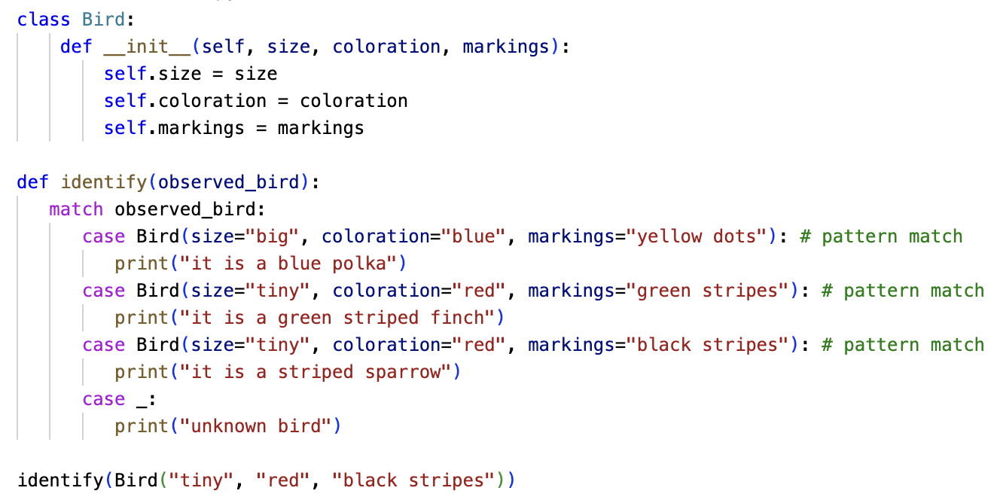 class Bird:
    def __init__(self, size, coloration, markings):
        self.size = size
        self.coloration = coloration
        self.markings = markings

def identify(observed_bird):
   match observed_bird:
      case Bird(size="big", coloration="blue", markings="yellow dots"): # pattern match
         print("it is a blue polka")
      case Bird(size="tiny", coloration="red", markings="green stripes"): # pattern match
         print("it is a green striped finch")
      case Bird(size="tiny", coloration="red", markings="black stripes"): # pattern match
         print("it is a striped sparrow")
      case _:
         print("unknown bird")

identify(Bird("tiny", "red", "black stripes"))